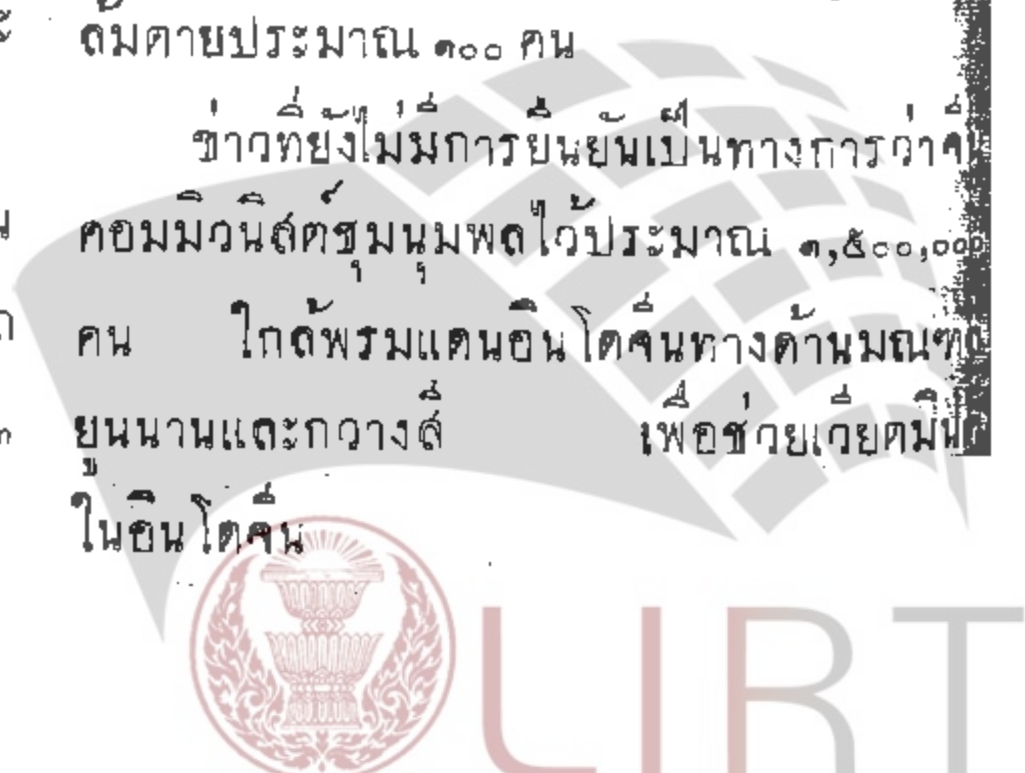 ล้มตายประมาณ ๑๐๐ คน
ข่าวที่ยังไม่มีการยืนยันเป็นทางการว่าจี
คอมมิวนิสต์ชุมนุมพลไว้ประมาณ ๑,๕๐๐,๐๐๐
คน ใกล้พรมแดนอินโดจีนทางด้านมณฑ
ยูนนานและกวางสี เพื่อช่วยเวียดมิน
ในอินโดจีน
LIRT